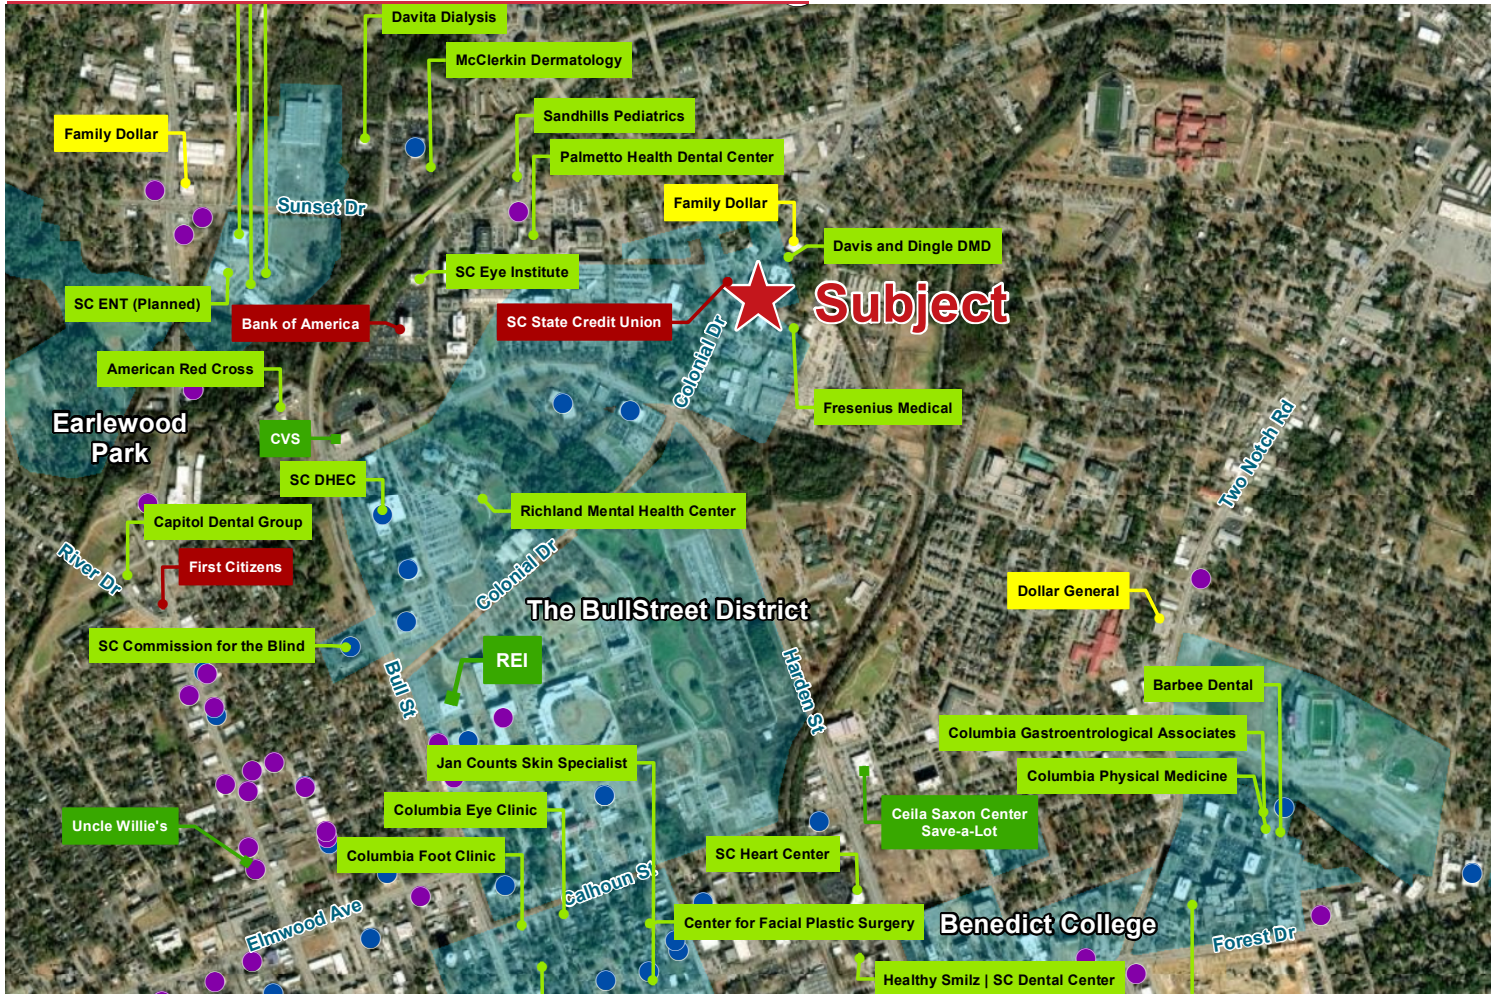 Davita Dialysis
McClerkin Dermatology
Sandhills Pediatrics
Family Dollar
Palmetto Health Dental Center
Sunset Dr
Family Dollar
Davis and Dingle DMD
SC Eye Institute
SC ENT (Planned)
Subject
Bank of America
SC State Credit Union
Colonial Dr
American Red Cross
Fresenius Medical
Earlewood
Park
CVS
Two Notch Rd
SC DHEC
Richland Mental Health Center
Capitol Dental Group
River Dr
First Citizens
Colonial Dr
Dollar General
The BullStreet District
SC Commission for the Blind
REI
Bull St
Harden St
Barbee Dental
Columbia Gastroentrological Associates
Jan Counts Skin Specialist
Columbia Physical Medicine
Columbia Eye Clinic
Ceila Saxon Center
Save-a-Lot
Uncle Willie's
Columbia Foot Clinic
SC Heart Center
Calhoun St
Elmwood Ave
Center for Facial Plastic Surgery
Benedict College
Forest Dr
Healthy Smilz | SC Dental Center